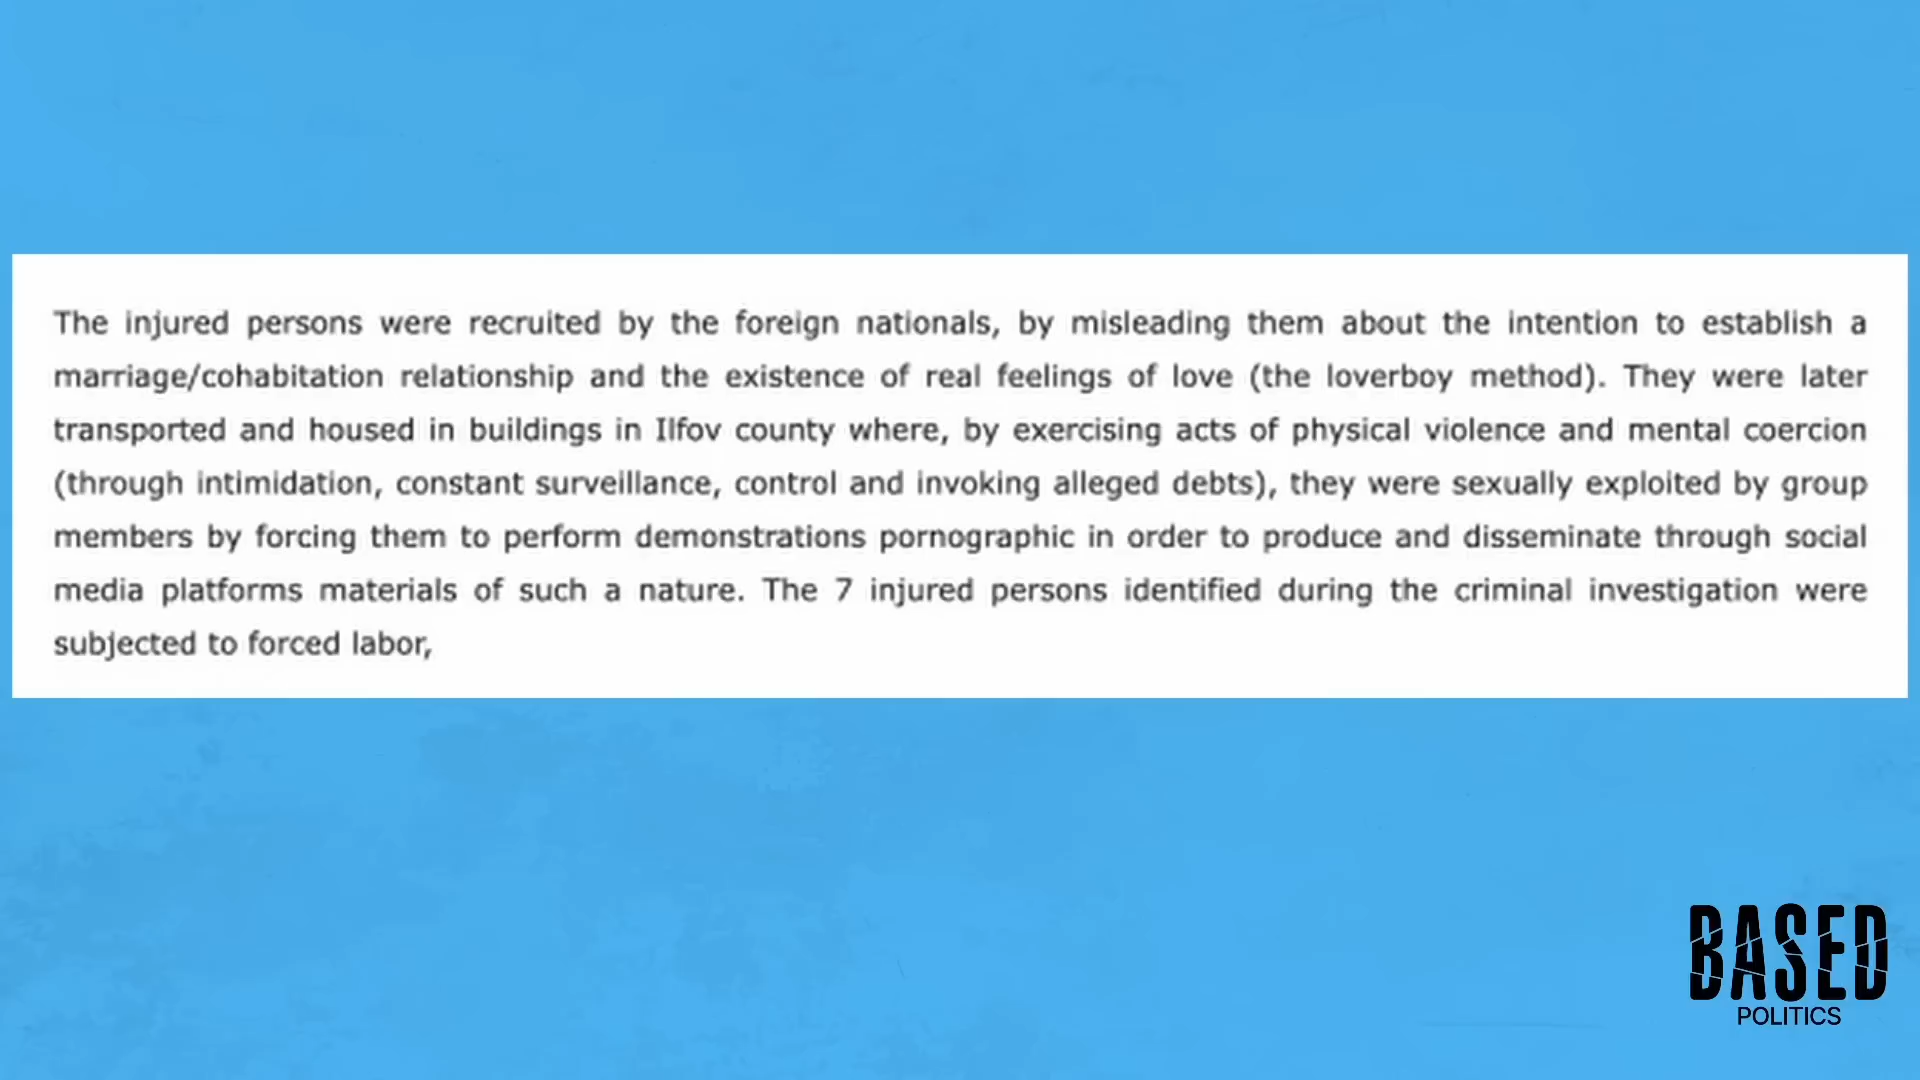 The injured persons were recruited by the foreign nationals, by misleading them about the intention to establish a
marriage/cohabitation relationship and the existence of real feelings of love (the loverboy method). They were later
transported and housed in buildings in Ilfov county where, by exercising acts of physical violence and mental coercion
(through intimidation, constant surveillance, control and invoking alleged debts), they were sexually exploited by group
members by forcing them to perform demonstrations pornographic in order to produce and disseminate through social
media platforms materials of such a nature. The 7 injured persons identified during the criminal investigation were
subjected to forced labor,
BASED
POLITICS